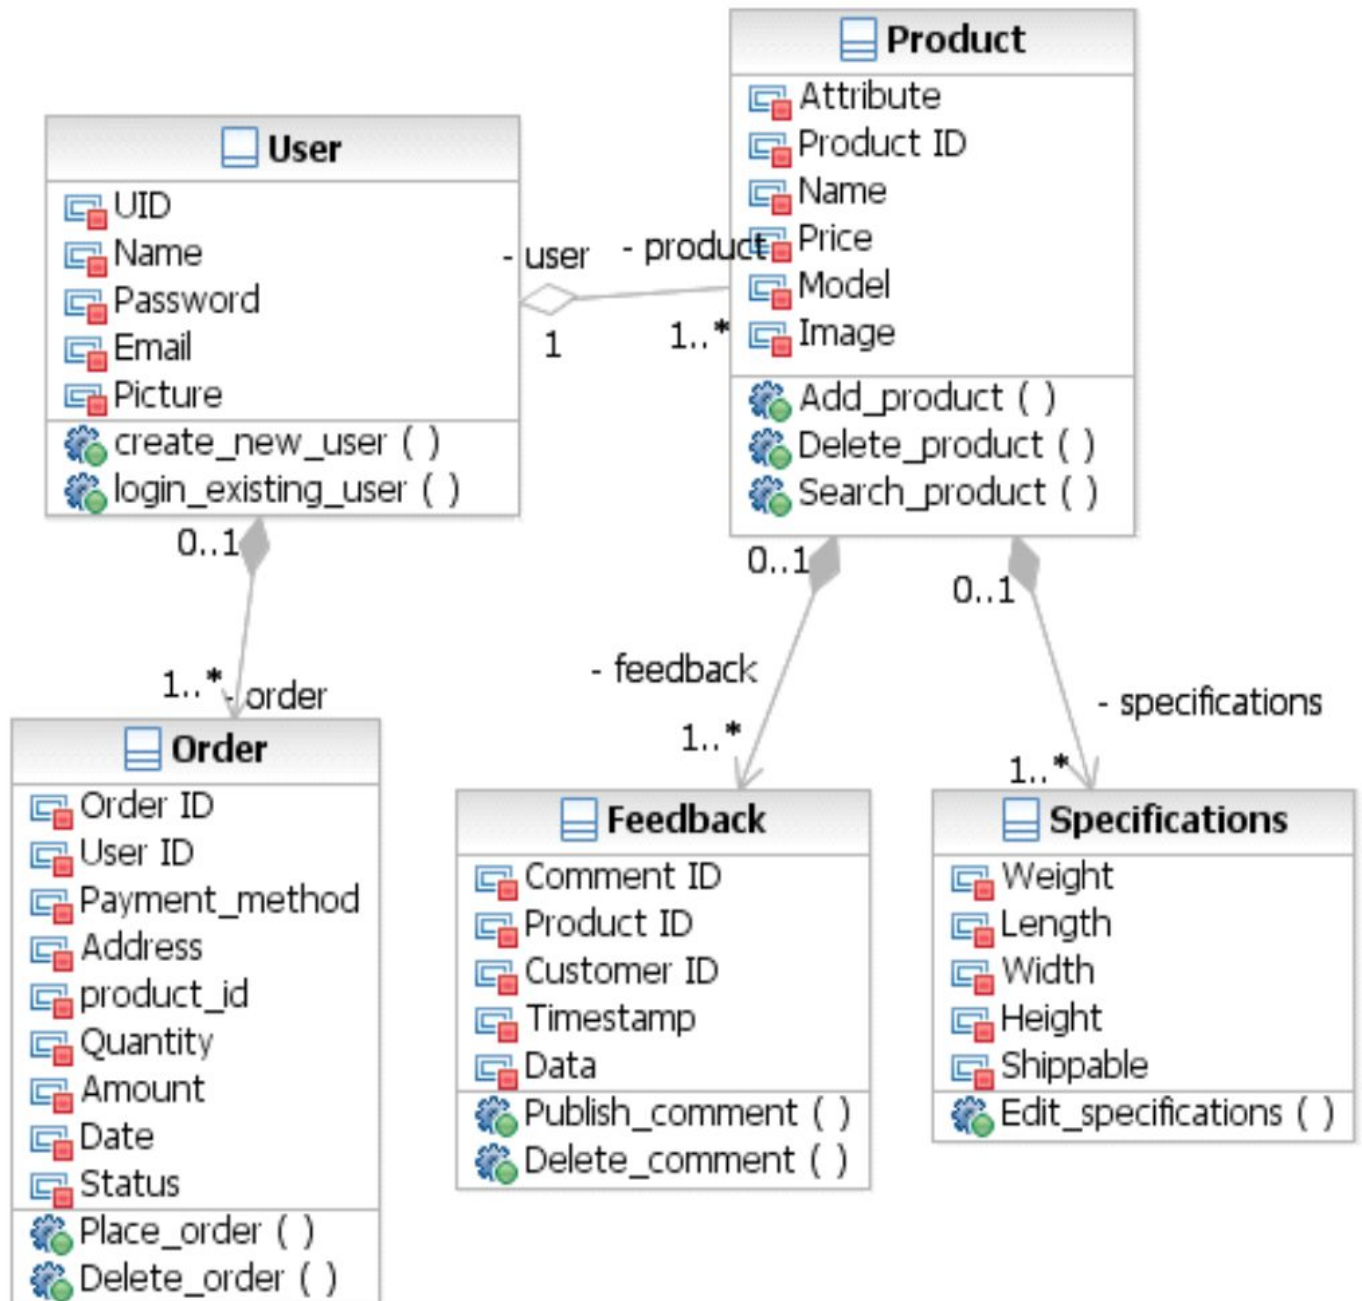 User
UID
Name
Password
Email
Picture
create_new_user ( )
login_existing_user ( )
- user
1
- product
1..*
Product
Attribute
Product ID
Name
Price
Model
Image
Add_product ( )
Delete_product ( )
Search_product ( )
0..1
1..*
- order
Order
Order ID
User ID
Payment_method
Address
product_id
Quantity
Amount
Date
Status
Place_order ( )
Delete_order ( )
0..1
- feedback
1..*
Feedback
Comment ID
Product ID
Customer ID
Timestamp
Data
Publish_comment ( )
Delete_comment ( )
0..1
- specifications
1..*
Specifications
Weight
Length
Width
Height
Shippable
Edit_specifications ( )